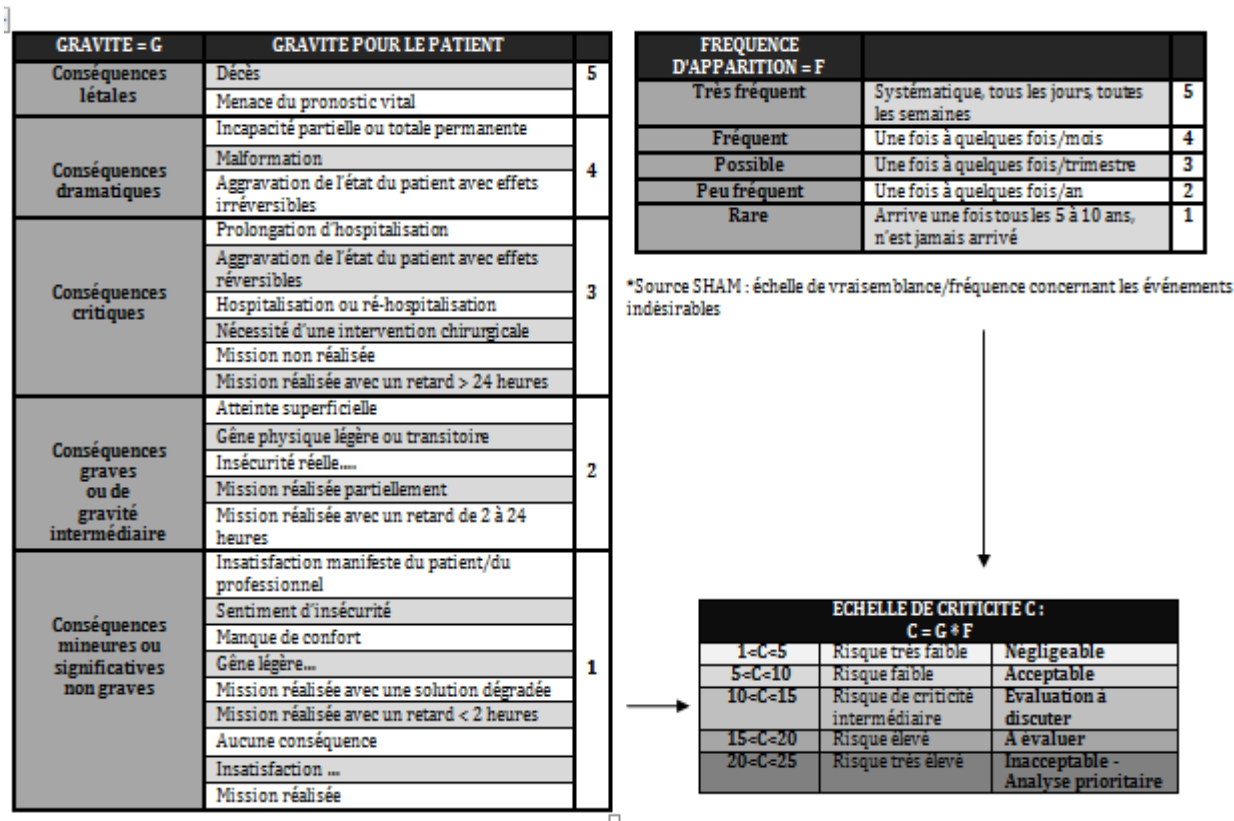 GRAVITE = G
GRAVITE POUR LE PATIENT
Conséquences
létales
Décès
Menace du pronostic vital
5
Conséquences
dramatiques
Incapacité partielle ou totale permanente
Malformation
Aggravation de l'état du patient avec effets
irréversibles
4
Conséquences
critiques
Prolongation d'hospitalisation
Aggravation de l'état du patient avec effets
réversibles
Hospitalisation ou ré-hospitalisation
Nécessité d'une intervention chirurgicale
Mission non réalisée
Mission réalisée avec un retard > 24 heures
3
Conséquences
graves
ou de
gravité
intermédiaire
Atteinte superficielle
Gêne physique légère ou transitoire
Insécurité réelle....
Mission réalisée partiellement
Mission réalisée avec un retard de 2 à 24
heures
2
Conséquences
mineures ou
significatives
non graves
Insatisfaction manifeste du patient/du
professionnel
Sentiment d'insécurité
Manque de confort
Gêne légère...
Mission réalisée avec une solution dégradée
Mission réalisée avec un retard < 2 heures
Aucune conséquence
Insatisfaction ...
Mission réalisée
1
FREQUENCE
D'APPARITION = F
Très fréquent
Systématique, tous les jours, toutes
les semaines
5
Fréquent
Une fois à quelques fois/mois
4
Possible
Une fois à quelques fois/trimestre
3
Peu fréquent
Une fois à quelques fois/an
2
Rare
Arrive une fois tous les 5 à 10 ans,
n'est jamais arrivé
1
*Source SHAM : échelle de vraisemblance/fréquence concernant les événements
indésirables
ECHELLE DE CRITICITE C :
C = G * F
1<C<5
Risque très faible
Négligeable
5<C<10
Risque faible
Acceptable
10<C<15
Risque de criticité
intermédiaire
Evaluation à
discuter
15<C<20
Risque élevé
A évaluer
20<C<25
Risque très élevé
Inacceptable -
Analyse prioritaire